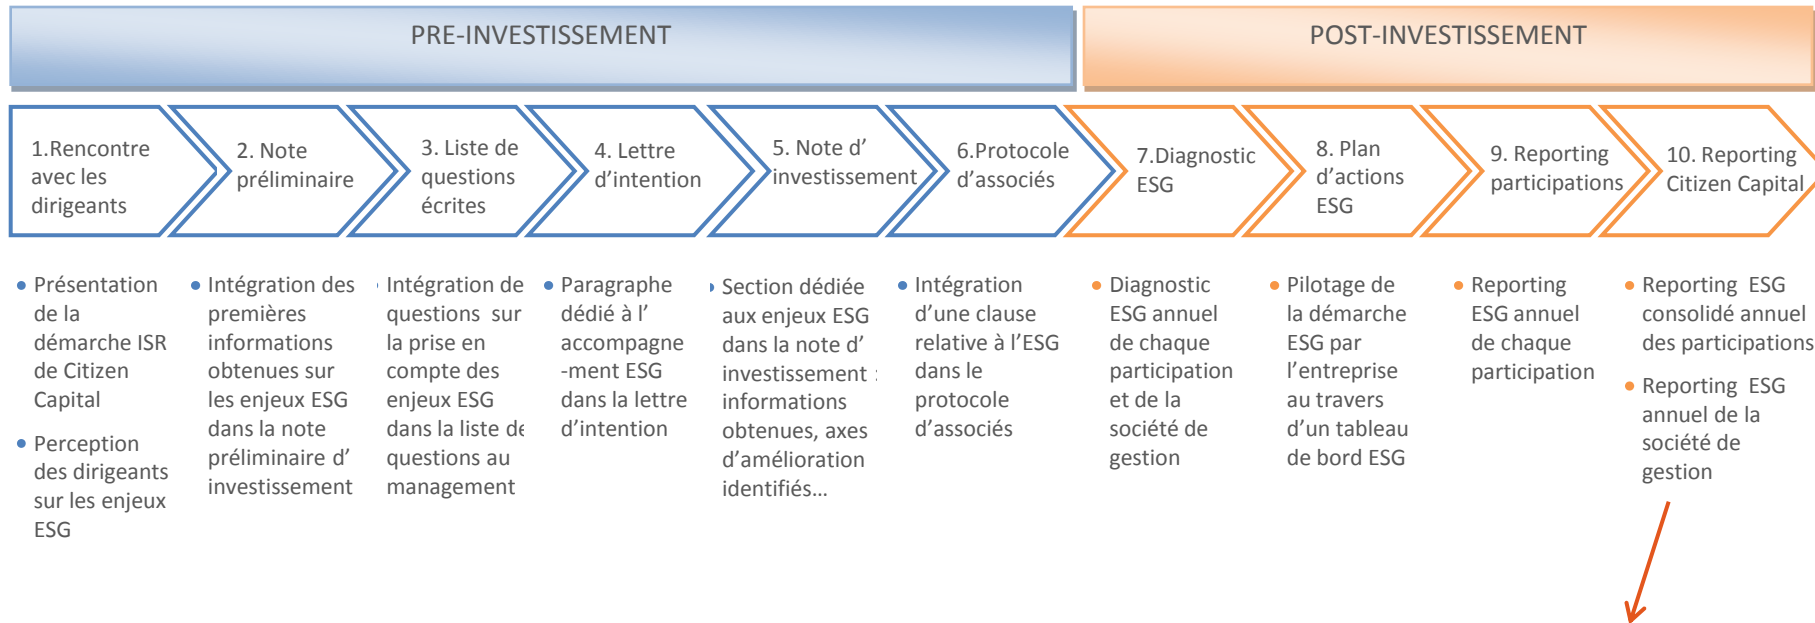 PRE-INVESTISSEMENT
POST-INVESTISSEMENT
1.Rencontre
avec les
dirigeants
2. Note
préliminaire
3. Liste de
questions
écrites
4. Lettre
d’intention
5. Note d’
investissement
6.Protocole
d’associés
7.Diagnostic
ESG
8. Plan
d’actions
ESG
9. Reporting
participations
10. Reporting
Citizen Capital
• Présentation
de la
démarche ISR
de Citizen
Capital
• Perception
des dirigeants
sur les enjeux
ESG
• Intégration des
premières
informations
obtenues sur
les enjeux ESG
dans la note
préliminaire d’
investissement
• Intégration de
questions sur
la prise en
compte des
enjeux ESG
dans la liste de
questions au
management
• Paragraphe
dédié à l’
accompagne
-ment ESG
dans la lettre
d’intention
• Section dédiée
aux enjeux ESG
dans la note d’
investissement :
informations
obtenues, axes
d’amélioration
identifiés…
• Intégration
d’une clause
relative à l’ESG
dans le
protocole
d’associés
• Diagnostic
ESG annuel
de chaque
participation
et de la
société de
gestion
• Pilotage de
la démarche
ESG par
l’entreprise
au travers
d’un tableau
de bord ESG
• Reporting
ESG annuel
de chaque
participation
• Reporting ESG
consolidé annuel
des participations
• Reporting ESG
annuel de la
société de
gestion